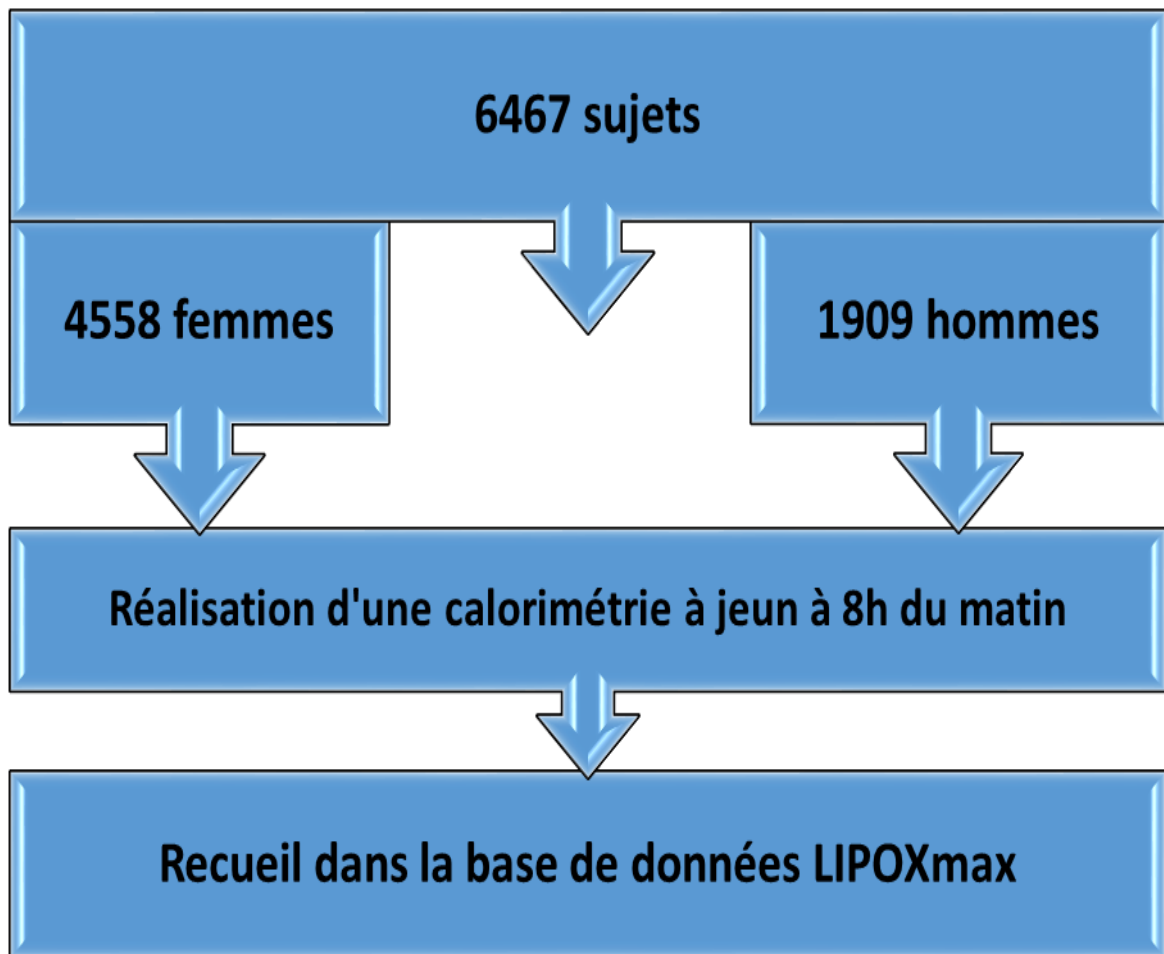 6467 sujets
4558 femmes
1909 hommes
Réalisation d'une calorimétrie à jeun à 8h du matin
Recueil dans la base de données LIPOXmax